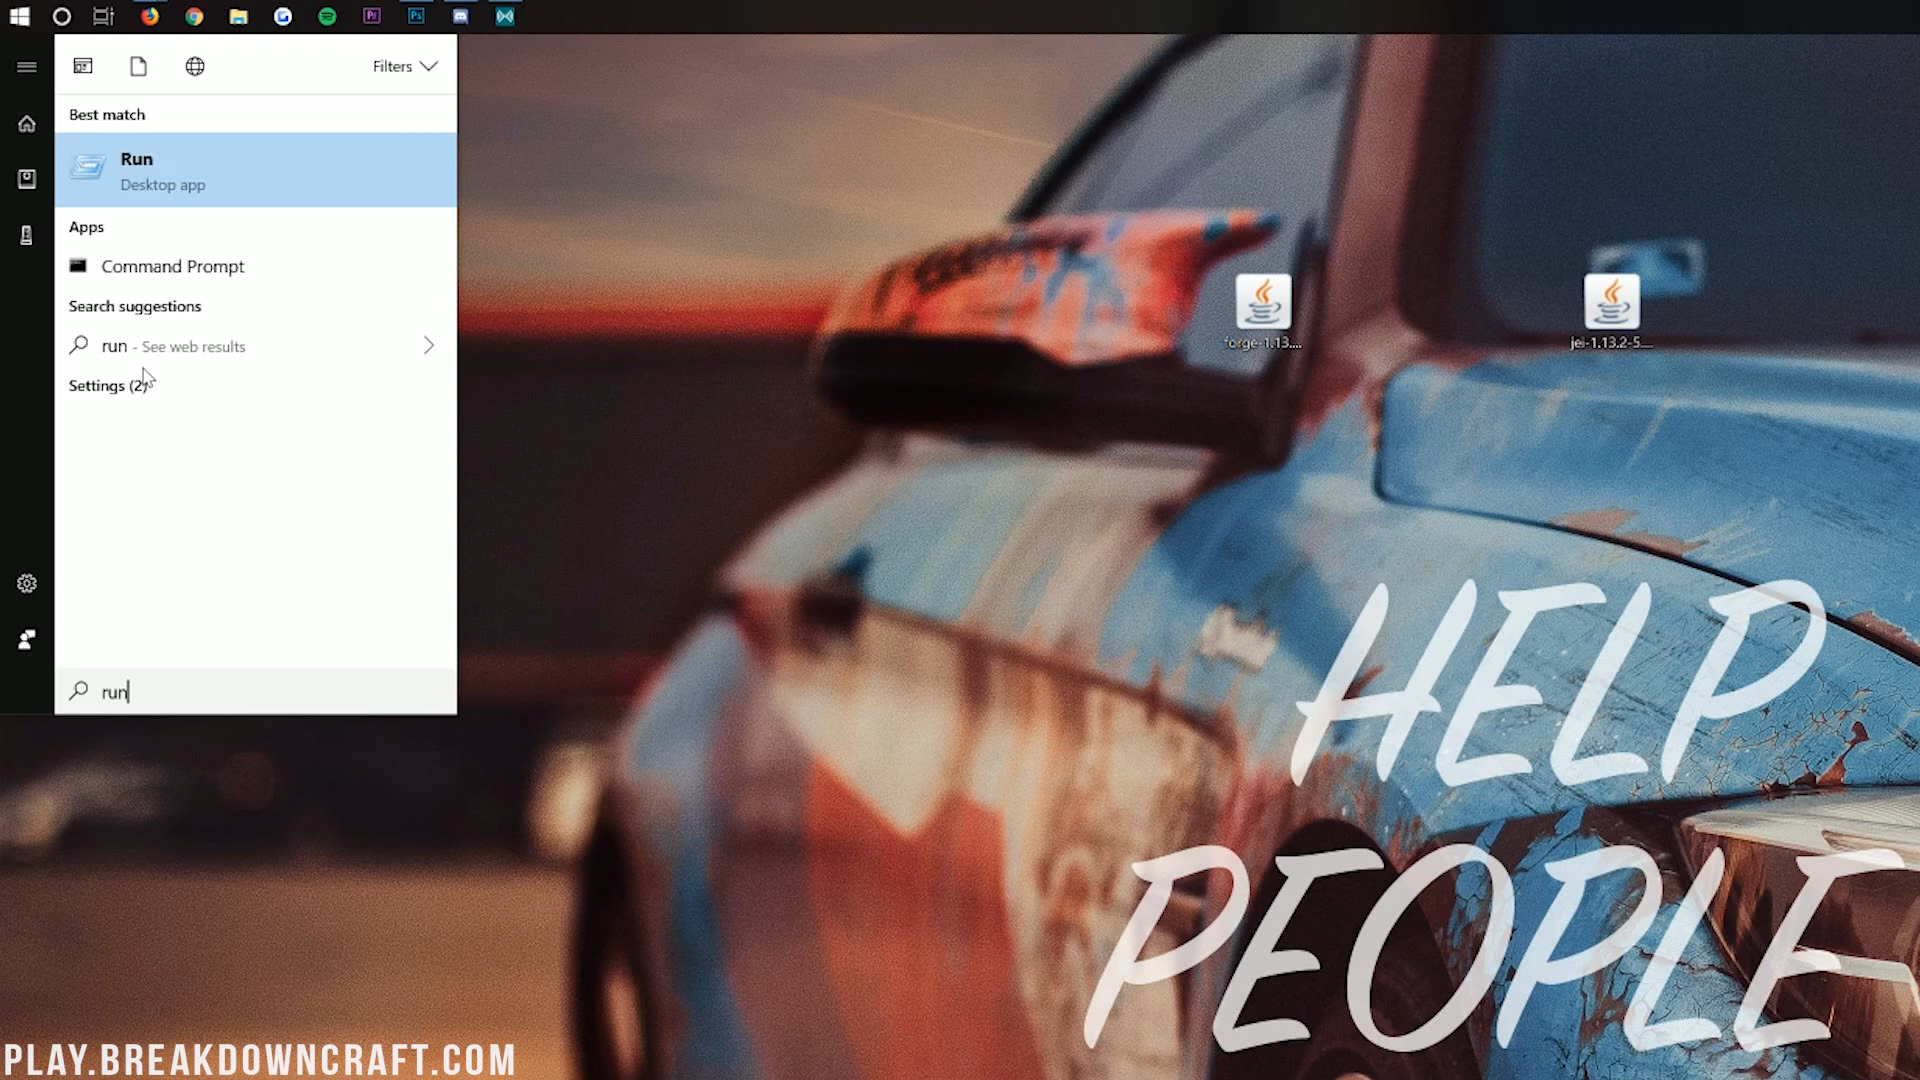 Filters
Best match
Run
Desktop app
Apps
Command Prompt
Search suggestions
run - See web results
Settings (2)
run
forge-1.13....
jei-1.13.2-5....
HELP
PEOPLE
PLAY.BREAKDOWNCRAFT.COM